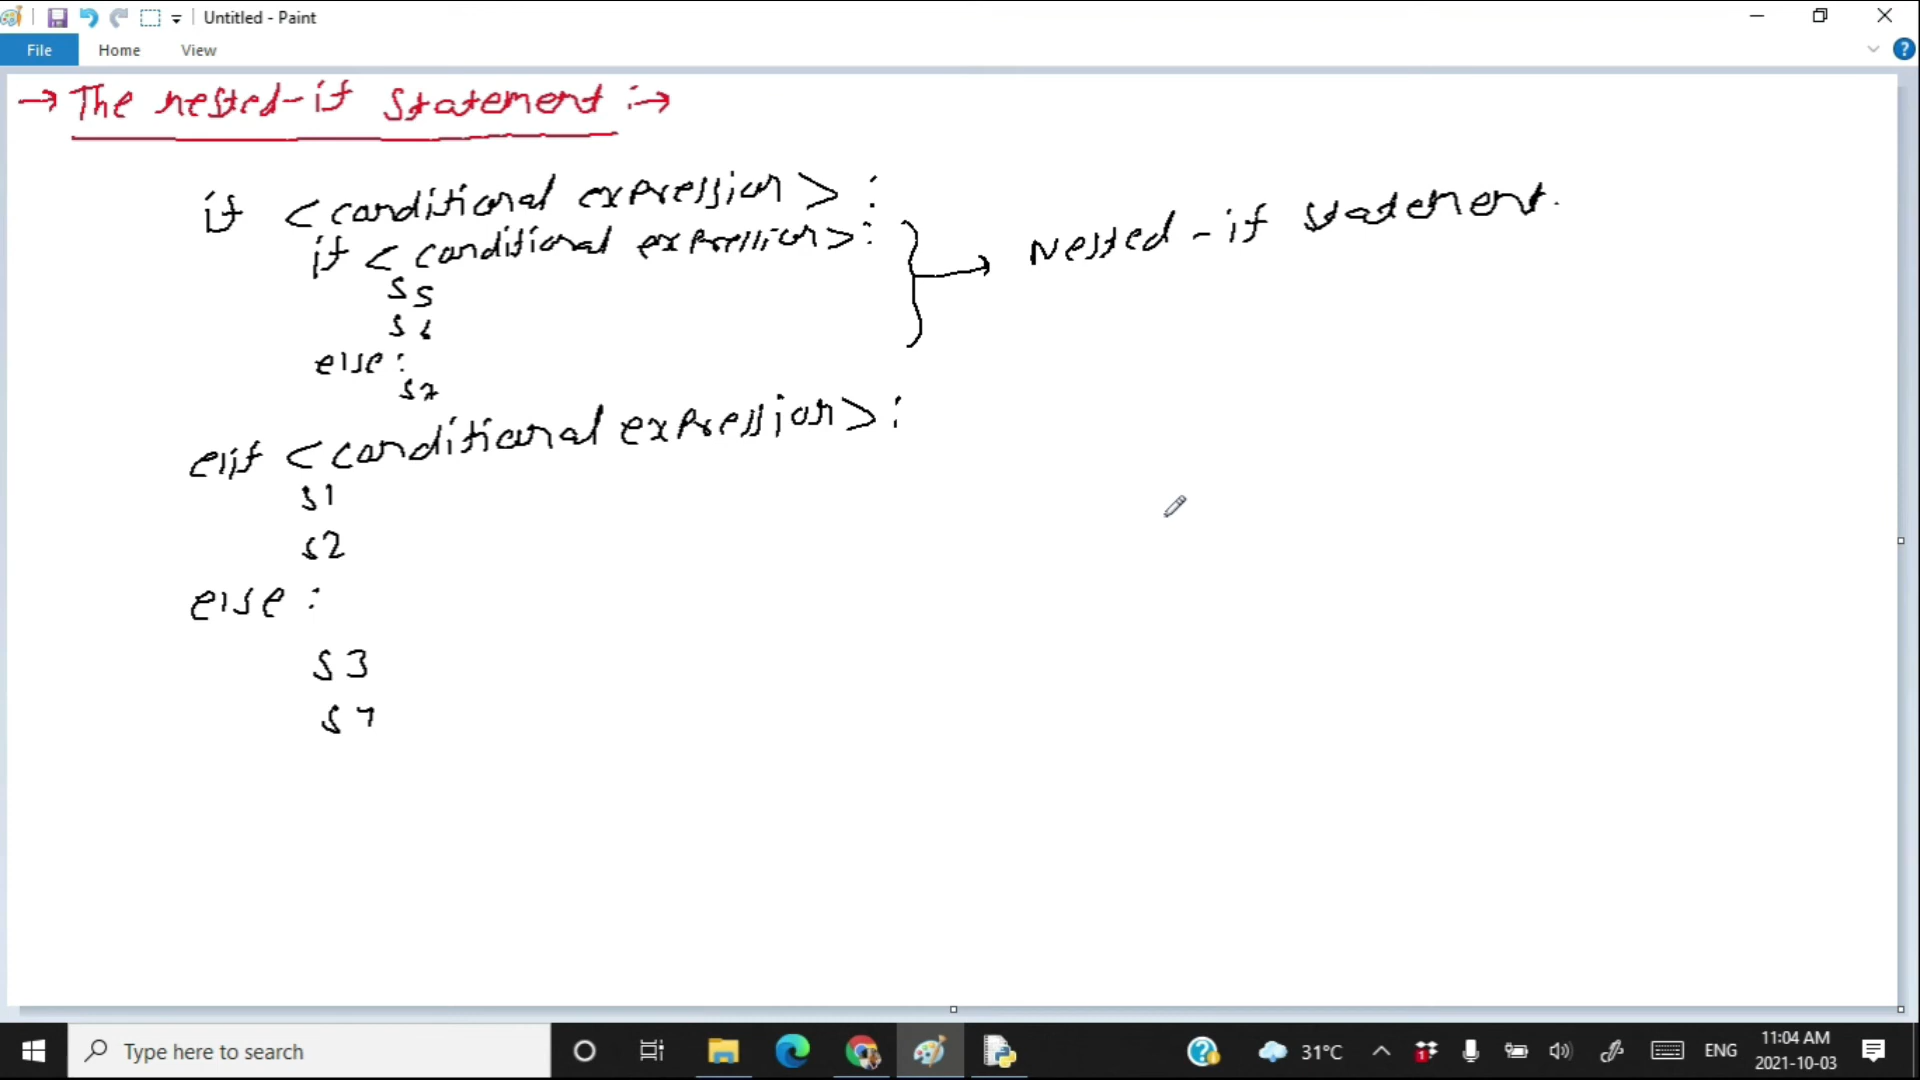 Untitled - Paint
File Home View
→ The nested-if statement :→
if <conditional expression> :
if < conditional expression> :
S5
S6
else :
S7
Nested - if statement.
elif <conditional expression> :
S1
S2
else :
S3
S4
Type here to search
31°C
ENG
11:04 AM
2021-10-03